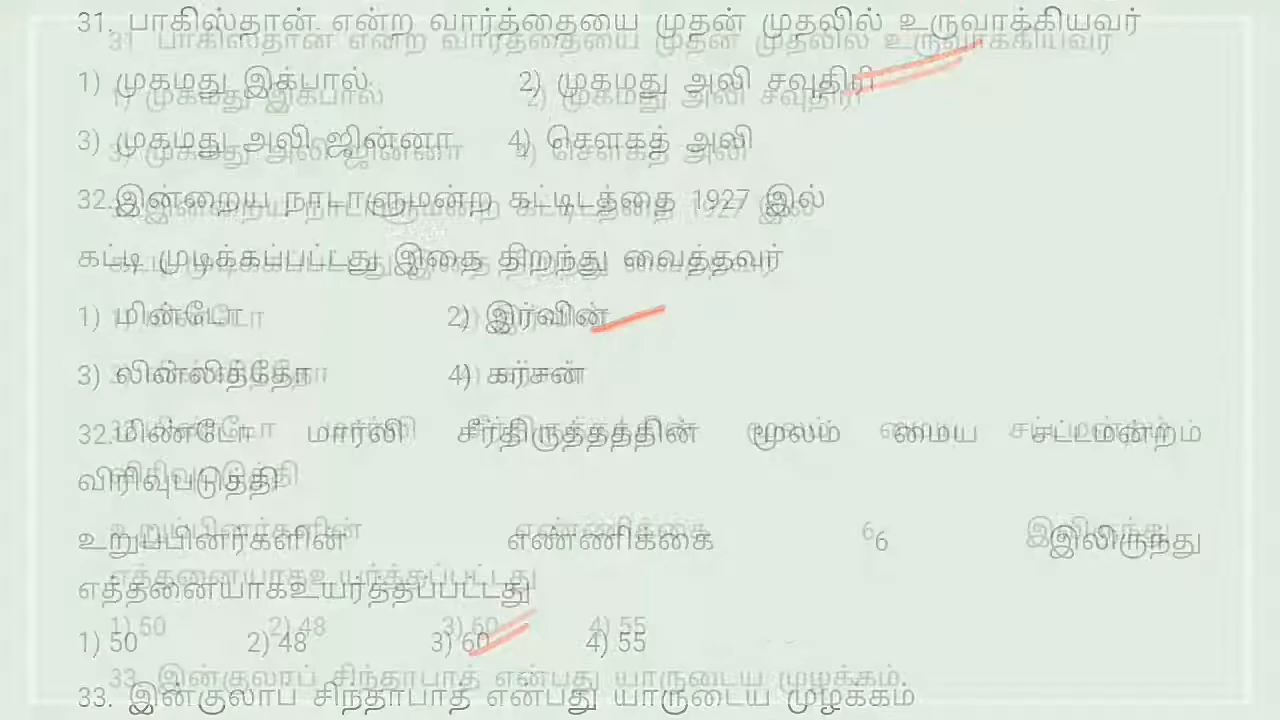 31. பாகிஸ்தான். என்ற வார்த்தையை முதன் முதலில் உருவாக்கியவர்
1) முகமது இக்பால் 2) முகமது அலி சவுதிரி
3) முகமது அலி ஜின்னா 4) சௌகத் அலி
32.இன்றைய நாடாளுமன்ற கட்டிடத்தை 1927 இல்
கட்டி முடிக்கப்பட்டது இதை திறந்து வைத்தவர்
1) மின்டோ 2) இர்வின்
3) லின்லித்தோ 4) கர்சன்
32.மிண்டோ மார்லி சீர்திருத்தத்தின் மூலம் மைய சட்டமன்றம்
விரிவுபடுத்தி
உறுப்பினர்களின் எண்ணிக்கை 6 இலிருந்து
எத்தனையாகஉயர்த்தப்பட்டது
1) 50 2) 48 3) 60 4) 55
33. இன்குலாப் சிந்தாபாத் என்பது யாருடைய முழக்கம்